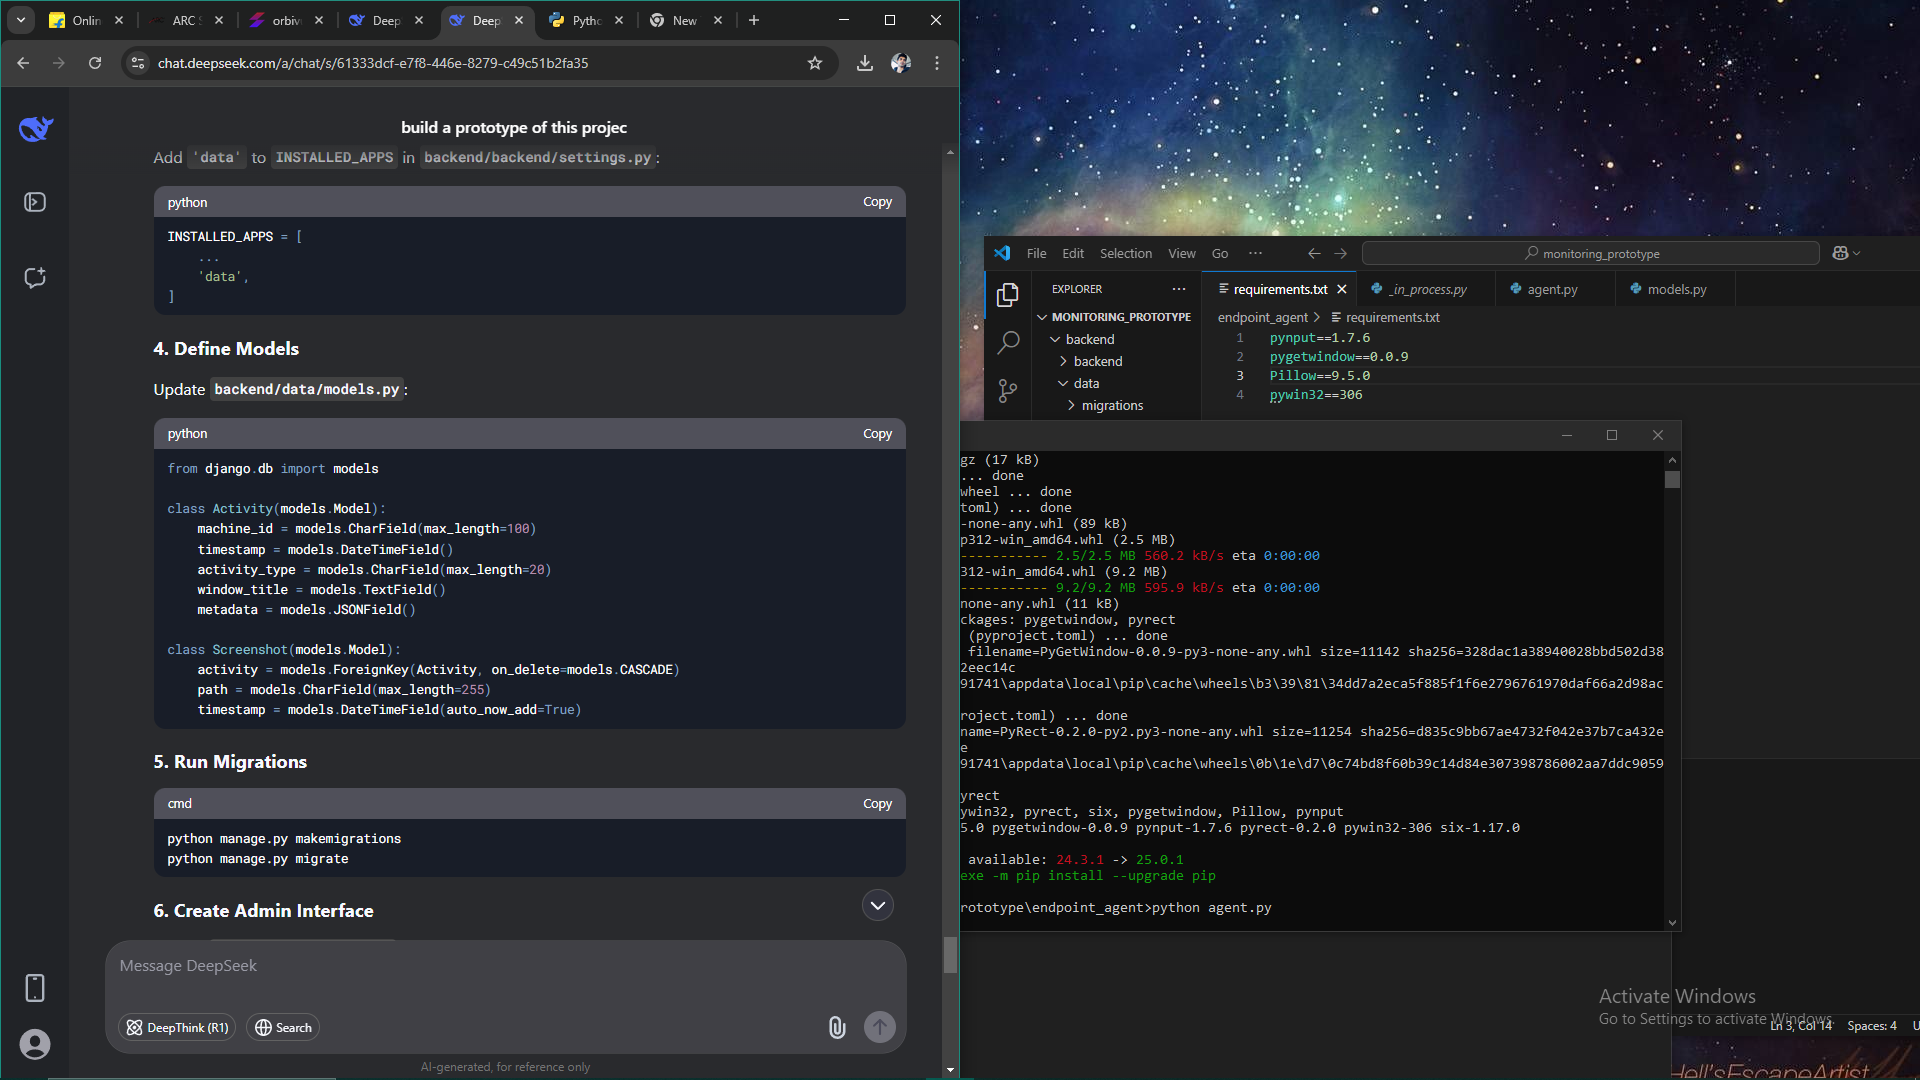 Onlin
ARC S
orbiv
Deep
Deep
Pytho
New
chat.deepseek.com/a/chat/s/61333dcf-e7f8-446e-8279-c49c51b2fa35
build a prototype of this projec
Add 'data' to INSTALLED_APPS in backend/backend/settings.py:
python
Copy
INSTALLED_APPS = [
    ...
    'data',
]
4. Define Models
Update backend/data/models.py:
python
Copy
from django.db import models
class Activity(models.Model):
    machine_id = models.CharField(max_length=100)
    timestamp = models.DateTimeField()
    activity_type = models.CharField(max_length=20)
    window_title = models.TextField()
    metadata = models.JSONField()
class Screenshot(models.Model):
    activity = models.ForeignKey(Activity, on_delete=models.CASCADE)
    path = models.CharField(max_length=255)
    timestamp = models.DateTimeField(auto_now_add=True)
5. Run Migrations
cmd
Copy
python manage.py makemigrations
python manage.py migrate
6. Create Admin Interface
Message DeepSeek
DeepThink (R1)
Search
AI-generated, for reference only
File Edit Selection View Go ...
monitoring_prototype
EXPLORER
requirements.txt
_in_process.py
agent.py
models.py
MONITORING_PROTOTYPE
backend
backend
data
migrations
endpoint_agent > requirements.txt
1 pynput==1.7.6
2 pygetwindow==0.0.9
3 Pillow==9.5.0
4 pywin32==306
gz (17 kB)
... done
wheel ... done
toml) ... done
-none-any.whl (89 kB)
p312-win_amd64.whl (2.5 MB)
----------- 2.5/2.5 MB 560.2 kB/s eta 0:00:00
312-win_amd64.whl (9.2 MB)
----------- 9.2/9.2 MB 595.9 kB/s eta 0:00:00
none-any.whl (11 kB)
ckages: pygetwindow, pyrect
(pyproject.toml) ... done
filename=PyGetWindow-0.0.9-py3-none-any.whl size=11142 sha256=328dac1a38940028bbd502d38
2eec14c
91741\appdata\local\pip\cache\wheels\b3\39\81\34dd7a2eca5f885f1f6e2796761970daf66a2d98ac
roject.toml) ... done
name=PyRect-0.2.0-py2.py3-none-any.whl size=11254 sha256=d835c9bb67ae4732f042e37b7ca432e
e
91741\appdata\local\pip\cache\wheels\0b\1e\d7\0c74bd8f60b39c14d84e307398786002aa7ddc9059
yrect
ywin32, pyrect, six, pygetwindow, Pillow, pynput
5.0 pygetwindow-0.0.9 pynput-1.7.6 pyrect-0.2.0 pywin32-306 six-1.17.0
available: 24.3.1 -> 25.0.1
exe -m pip install --upgrade pip
rototype\endpoint_agent>python agent.py
Activate Windows
Go to Settings to activate Windows.
Ln 3, Col 14
Spaces: 4
U
Hell'sEscapeArtist